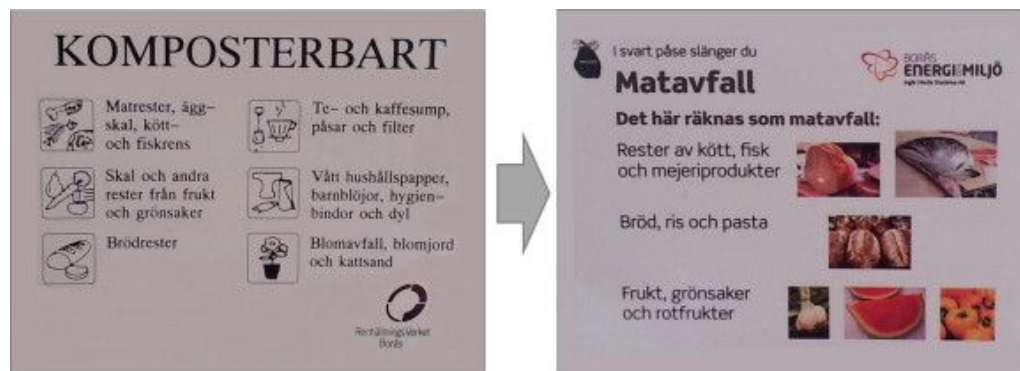 KOMPOSTERBART
Matrester, ägg-
skal, kött-
och fiskrens
Te- och kaffesump,
påsar och filter
Skal och andra
rester från frukt
och grönsaker
Vått hushållspapper,
barnblöjor, hygien-
bindor och dyl
Brödrester
Blomavfall, blomjord
och kattsand
Renhållnings Verket
Borås
I svart påse slänger du
Matavfall
BORÅS
ENERGI OCH MILJÖ
Det här räknas som matavfall:
Rester av kött, fisk
och mejeriprodukter
Bröd, ris och pasta
Frukt, grönsaker
och rotfrukter